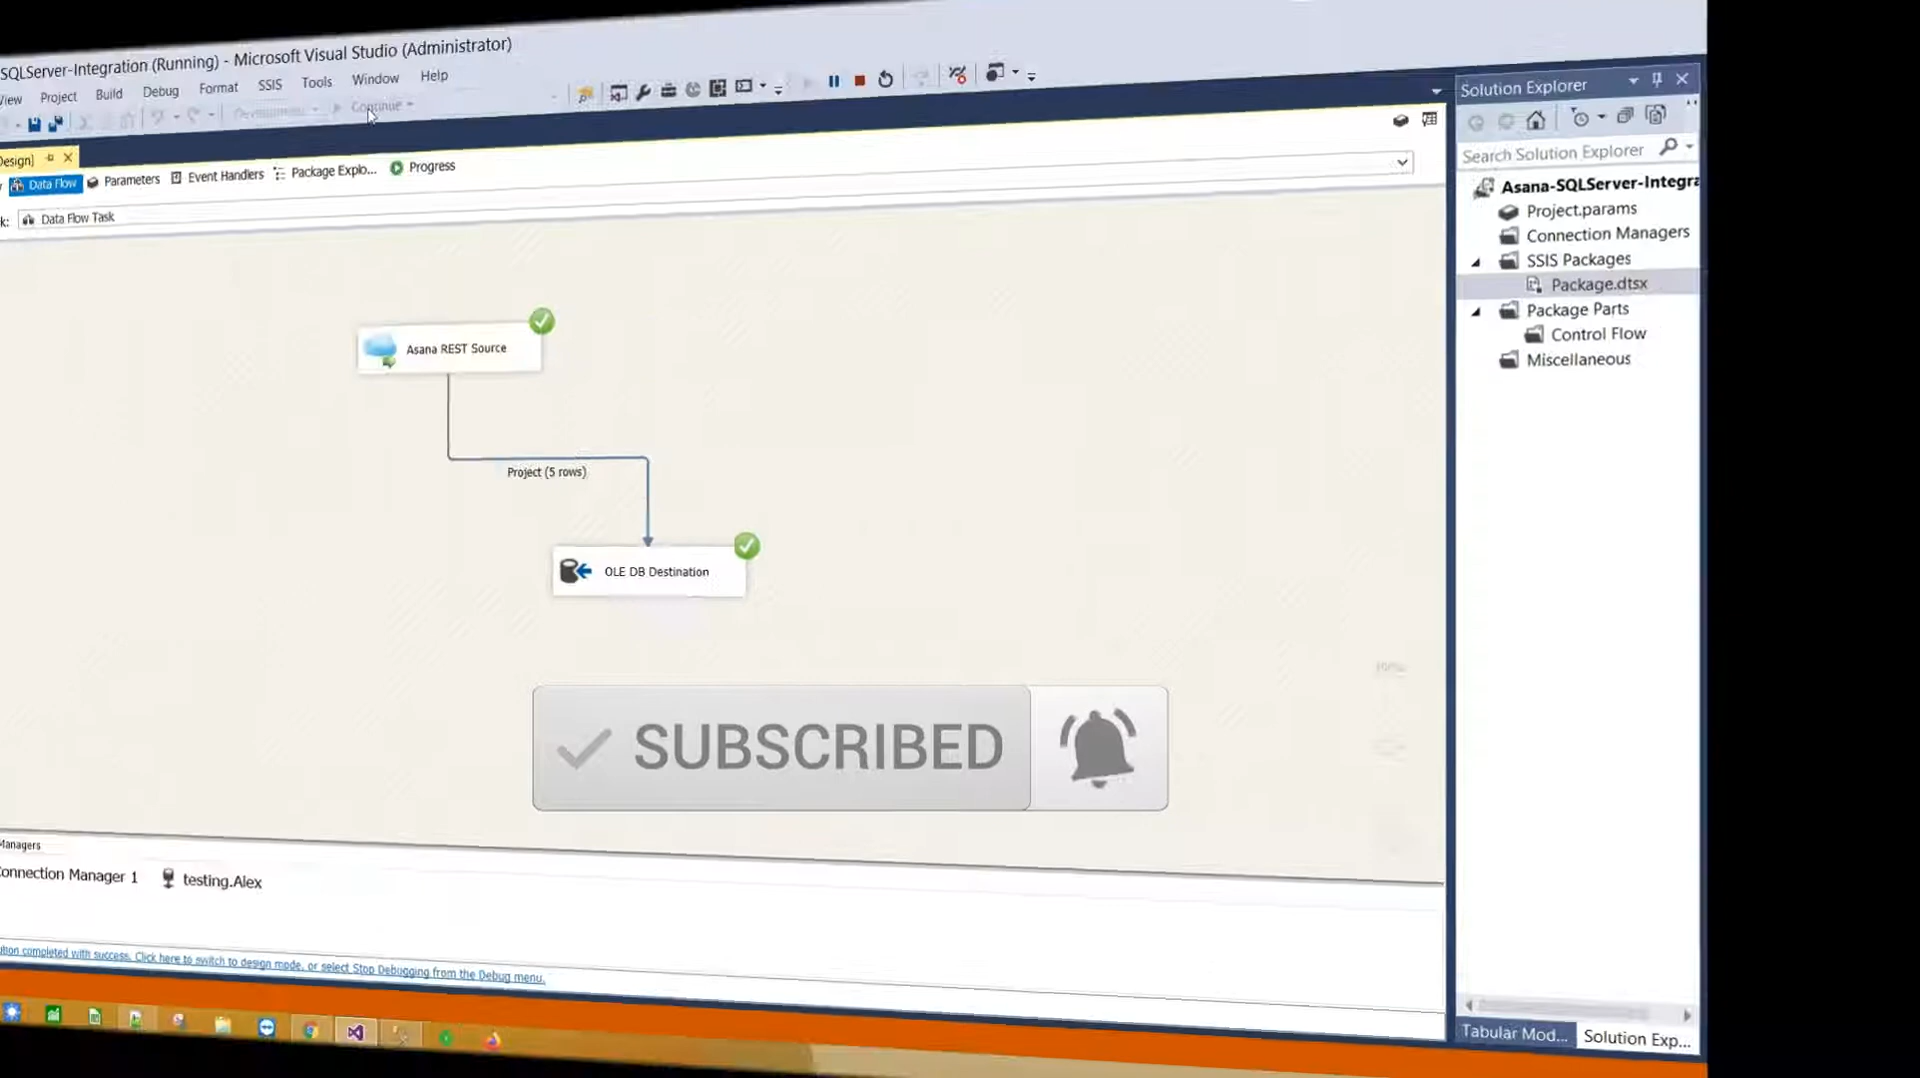 SQLServer-Integration (Running) - Microsoft Visual Studio (Administrator)
View Project Build Debug Format SSIS Tools Window Help
Continue
Design]
Data Flow Parameters Event Handlers Package Explo... Progress
k: Data Flow Task
Asana REST Source
Project (5 rows)
OLE DB Destination
SUBSCRIBED
Managers
Connection Manager 1 testing.Alex
completed with success. Click here to switch to design mode, or select Stop Debugging from the Debug menu.
Solution Explorer
Search Solution Explorer
Asana-SQLServer-Integra
Project.params
Connection Managers
SSIS Packages
Package.dtsx
Package Parts
Control Flow
Miscellaneous
Tabular Mod... Solution Exp...